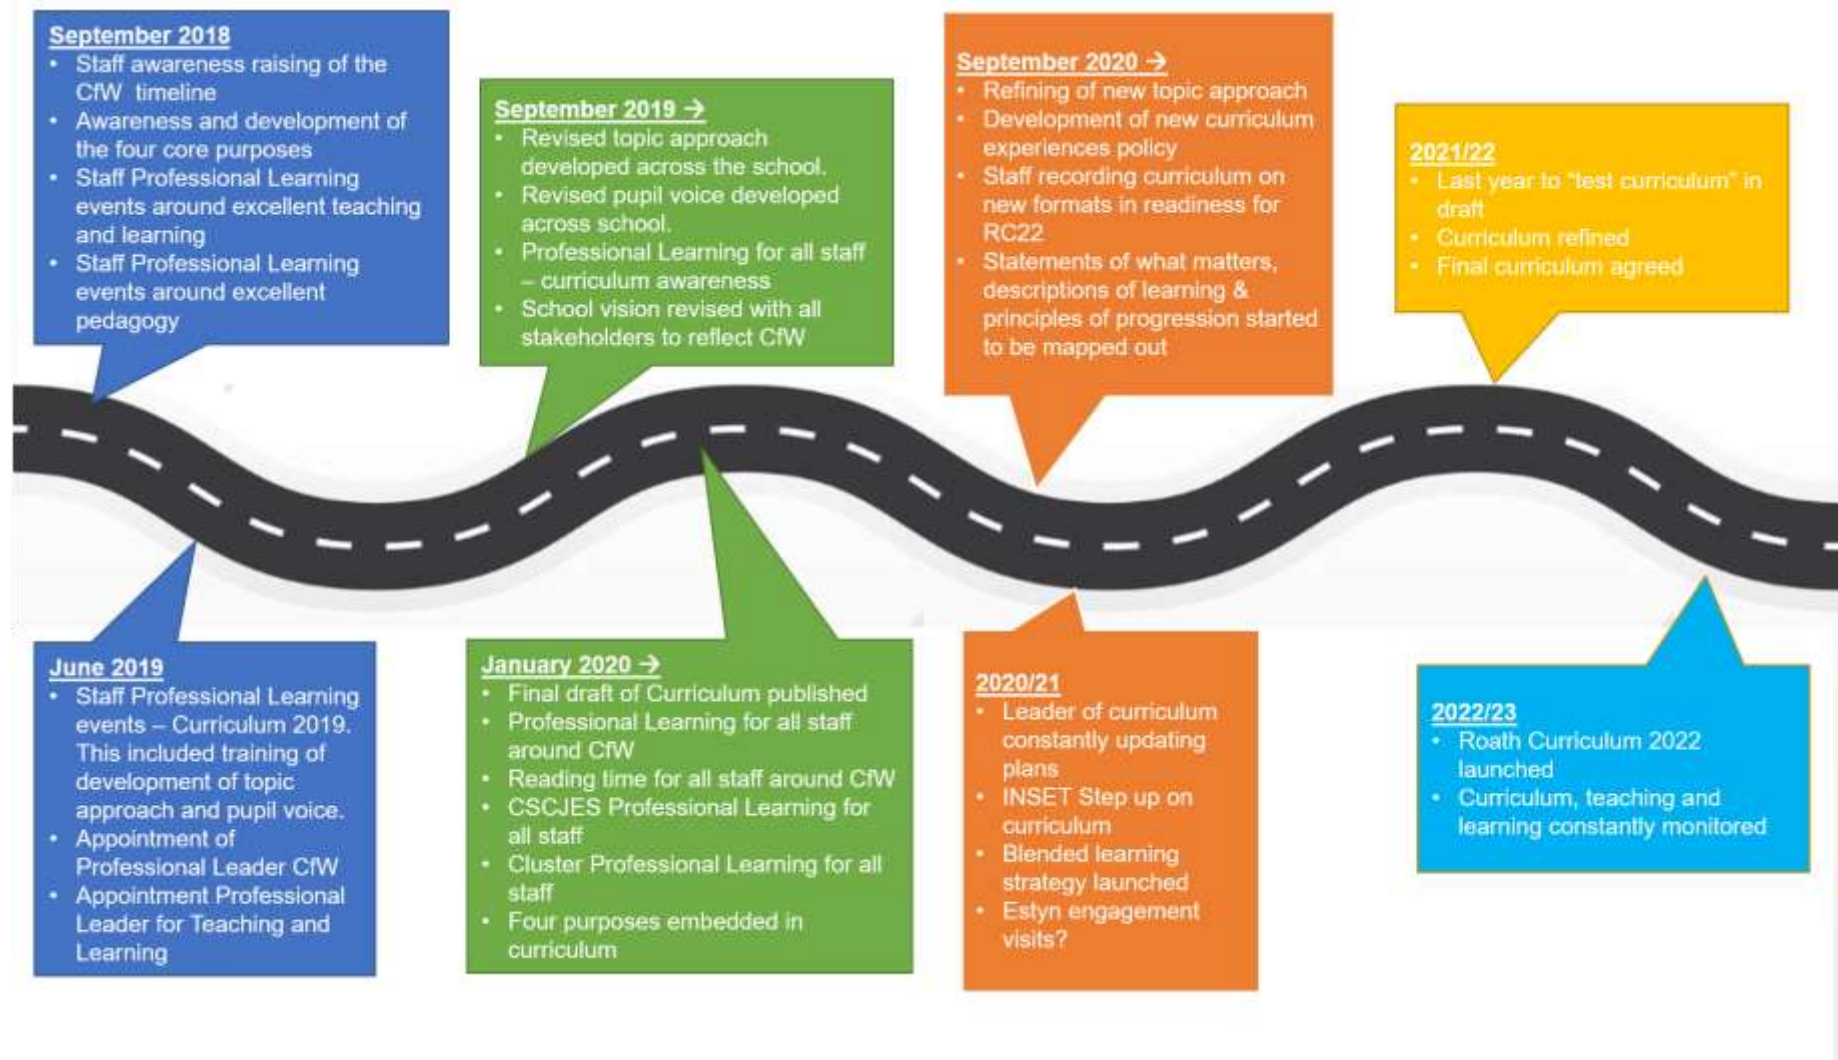 September 2018
• Staff awareness raising of the
CfW timeline
• Awareness and development of
the four core purposes
• Staff Professional Learning
events around excellent teaching
and learning
• Staff Professional Learning
events around excellent
pedagogy
September 2019 →
• Revised topic approach
developed across the school.
• Revised pupil voice developed
across school.
• Professional Learning for all staff
– curriculum awareness
• School vision revised with all
stakeholders to reflect CfW
September 2020 →
• Refining of new topic approach
• Development of new curriculum
experiences policy
• Staff recording curriculum on
new formats in readiness for
RC22
• Statements of what matters,
descriptions of learning &
principles of progression started
to be mapped out
2021/22
• Last year to “test curriculum” in
draft
• Curriculum refined
• Final curriculum agreed
June 2019
• Staff Professional Learning
events – Curriculum 2019.
This included training of
development of topic
approach and pupil voice.
• Appointment of
Professional Leader CfW
• Appointment Professional
Leader for Teaching and
Learning
January 2020 →
• Final draft of Curriculum published
• Professional Learning for all staff
around CfW
• Reading time for all staff around CfW
• CSCJES Professional Learning for
all staff
• Cluster Professional Learning for all
staff
• Four purposes embedded in
curriculum
2020/21
• Leader of curriculum
constantly updating
plans
• INSET Step up on
curriculum
• Blended learning
strategy launched
• Estyn engagement
visits?
2022/23
• Roath Curriculum 2022
launched
• Curriculum, teaching and
learning constantly monitored